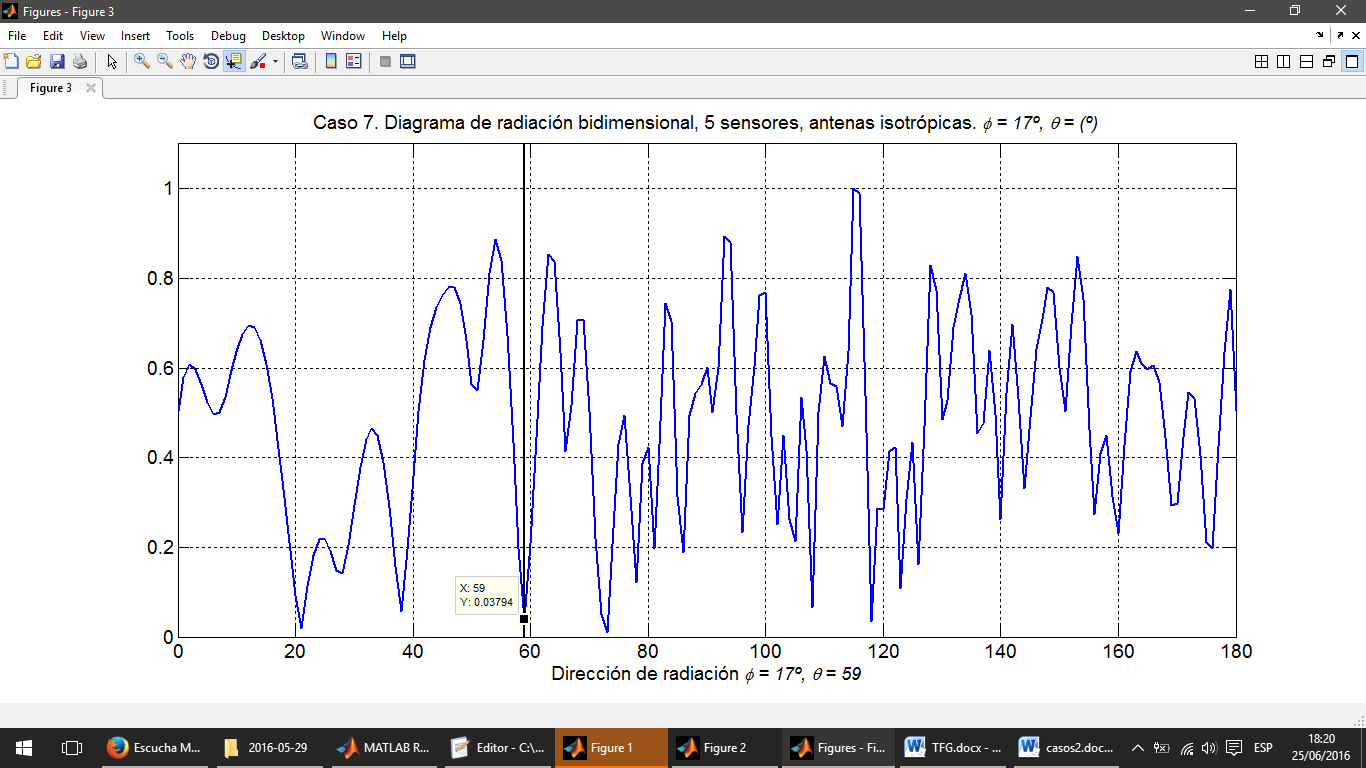 Figures - Figure 3
File Edit View Insert Tools Debug Desktop Window Help
Figure 3
Caso 7. Diagrama de radiación bidimensional, 5 sensores, antenas isotrópicas. ϕ = 17º, θ = (º)
1
0.8
0.6
0.4
0.2
0
X: 59
Y: 0.03794
0 20 40 60 80 100 120 140 160 180
Dirección de radiación ϕ = 17º, θ = 59
Escucha M... 2016-05-29 MATLAB R... Editor - C:\... Figure 1 Figure 2 Figures - Fi... TFG.docx - ... casos2.doc... ESP 18:20
25/06/2016